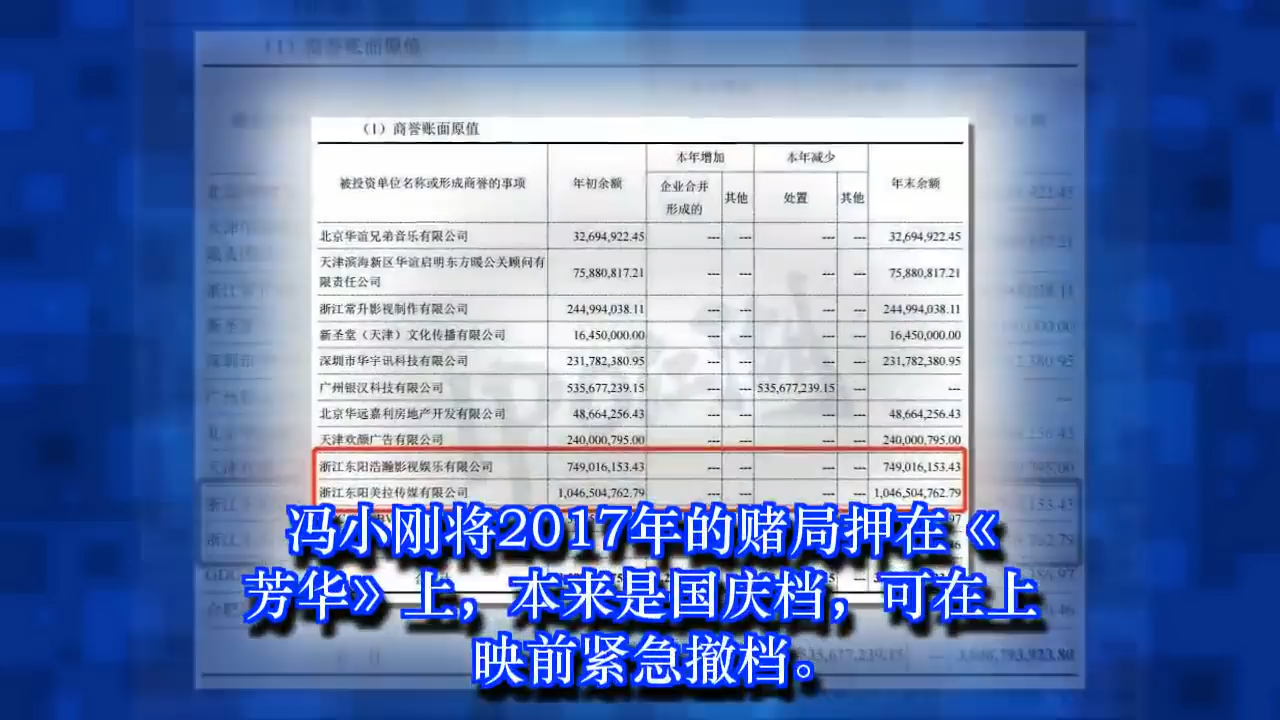 （1）商誉账面原值
被投资单位名称或形成商誉的事项 年初余额 本年增加 本年减少 年末余额
企业合并形成的 其他 处置 其他
北京华谊兄弟音乐有限公司 32,694,922.45 --- --- --- --- 32,694,922.45
天津滨海新区华谊启明东方暖公关顾问有
限责任公司 75,880,817.21 --- --- --- --- 75,880,817.21
浙江常升影视制作有限公司 244,994,038.11 --- --- --- --- 244,994,038.11
新圣堂（天津）文化传播有限公司 16,450,000.00 --- --- --- --- 16,450,000.00
深圳市华宇讯科技有限公司 231,782,380.95 --- --- --- --- 231,782,380.95
广州银汉科技有限公司 535,677,239.15 --- --- 535,677,239.15 --- ---
北京华远嘉利房地产开发有限公司 48,664,256.43 --- --- --- --- 48,664,256.43
天津欢颜广告有限公司 240,000,795.00 --- --- --- --- 240,000,795.00
浙江东阳浩瀚影视娱乐有限公司 749,016,153.43 --- --- --- --- 749,016,153.43
浙江东阳美拉传媒有限公司 1,046,504,762.79 --- --- --- --- 1,046,504,762.79
冯小刚将2017年的赌局押在《
芳华》上，本来是国庆档，可在上
映前紧急撤档。